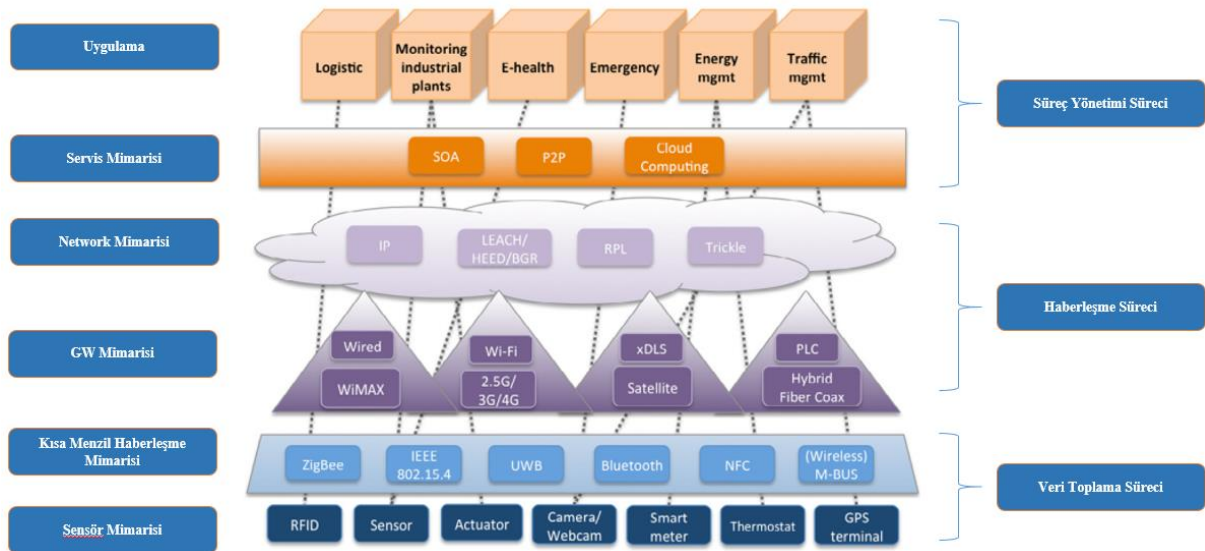 Uygulama
Logistic
Monitoring
industrial
plants
E-health
Emergency
Energy
mgmt
Traffic
mgmt
Süreç Yönetimi Süreci
Servis Mimarisi
SOA
P2P
Cloud
Computing
Network Mimarisi
IP
LEACH/
HEED/BGR
RPL
Trickle
Haberleşme Süreci
GW Mimarisi
Wired
WiMAX
Wi-Fi
2.5G/
3G/4G
xDLS
Satellite
PLC
Hybrid
Fiber Coax
Kısa Menzil Haberleşme
Mimarisi
ZigBee
IEEE
802.15.4
UWB
Bluetooth
NFC
(Wireless)
M-BUS
Veri Toplama Süreci
Sensör Mimarisi
RFID
Sensor
Actuator
Camera/
Webcam
Smart
meter
Thermostat
GPS
terminal